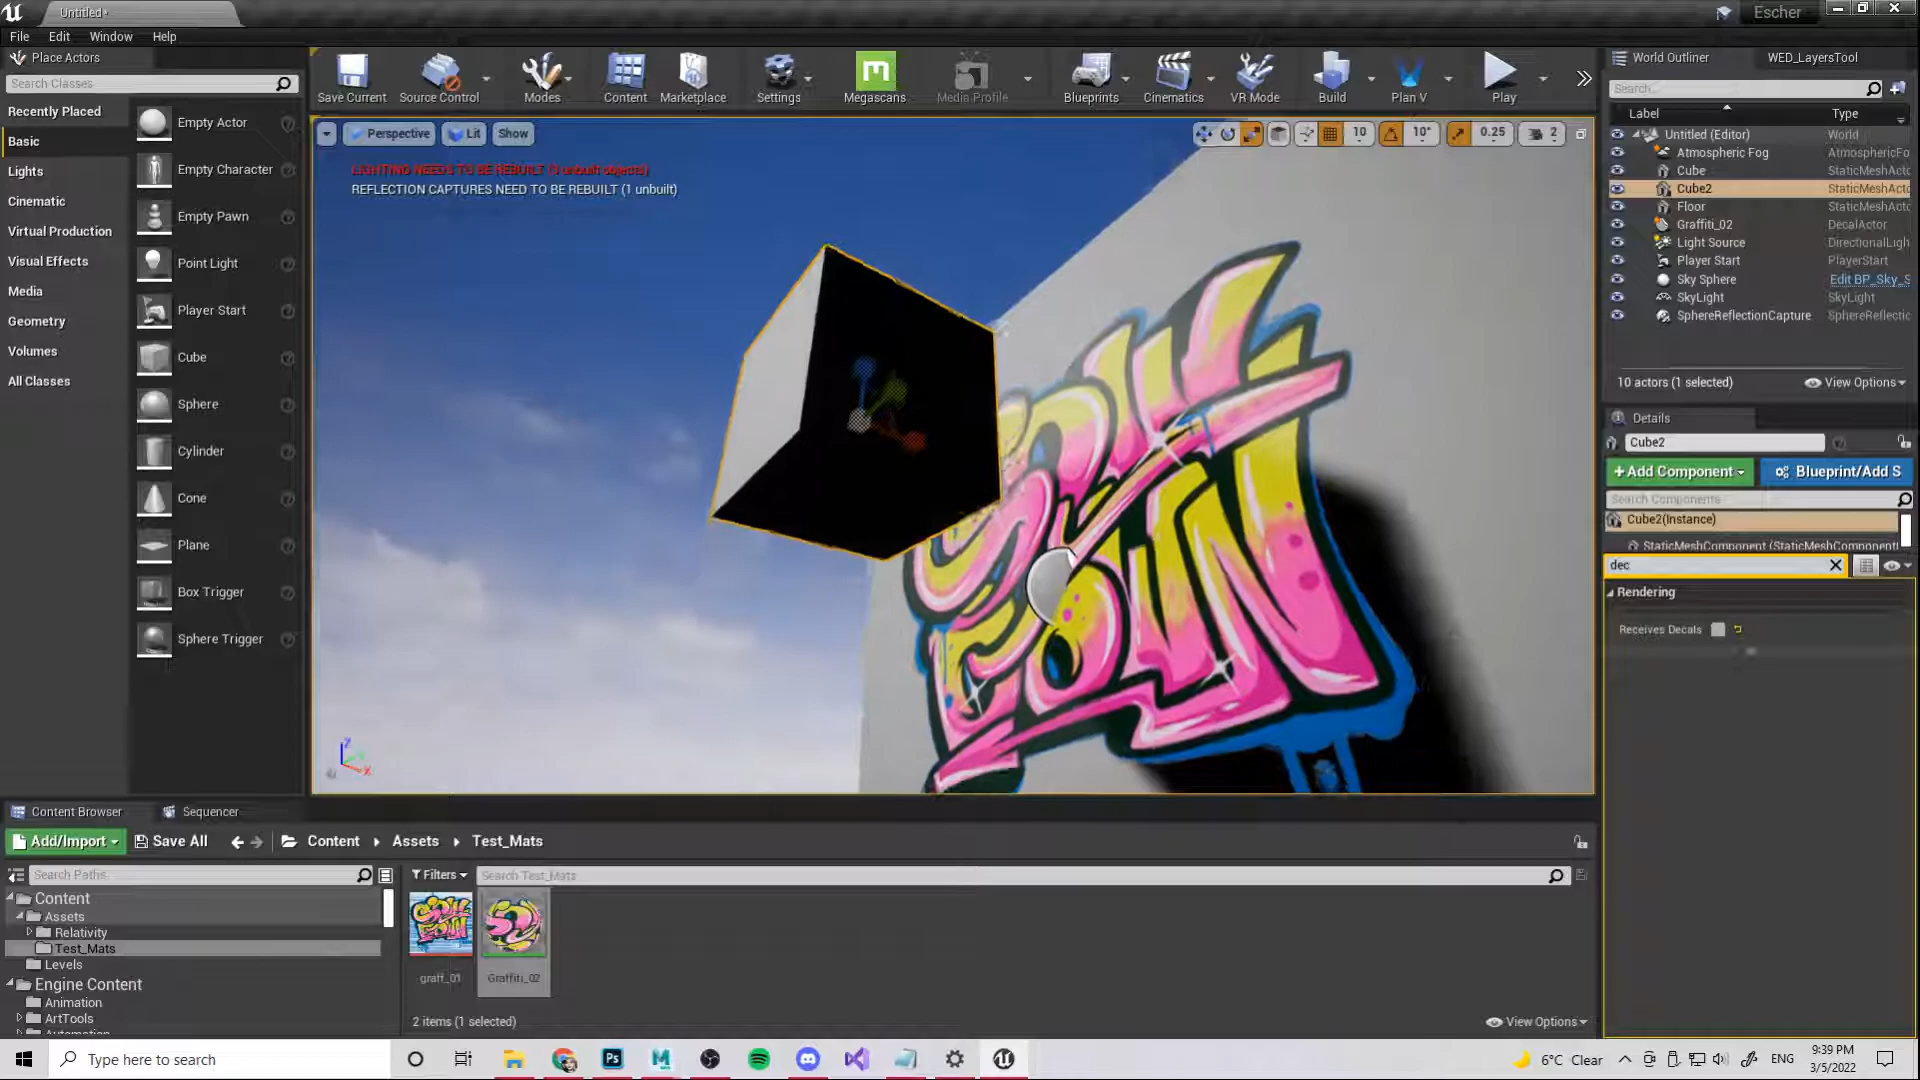 Untitled*
Escher
File Edit Window Help
Place Actors
Search Classes
Recently Placed
Basic
Lights
Cinematic
Virtual Production
Visual Effects
Media
Geometry
Volumes
All Classes
Empty Actor
Empty Character
Empty Pawn
Point Light
Player Start
Cube
Sphere
Cylinder
Cone
Plane
Box Trigger
Sphere Trigger
Save Current
Source Control
Modes
Content
Marketplace
Settings
Megascans
Media Profile
Blueprints
Cinematics
VR Mode
Build
Plan V
Play
Perspective Lit Show
10 10° 0.25 2
LIGHTING NEEDS TO BE REBUILT (3 unbuilt objects)
REFLECTION CAPTURES NEED TO BE REBUILT (1 unbuilt)
World Outliner WED_LayersTool
Search...
Label Type
Untitled (Editor) World
Atmospheric Fog AtmosphericFo
Cube StaticMeshActo
Cube2 StaticMeshActo
Floor StaticMeshActo
Graffiti_02 DecalActor
Light Source DirectionalLigh
Player Start PlayerStart
Sky Sphere Edit BP_Sky_S
SkyLight SkyLight
SphereReflectionCapture SphereReflectic
10 actors (1 selected) View Options
Details
Cube2
+Add Component Blueprint/Add S
Search Components
Cube2(Instance)
StaticMeshComponent (StaticMeshComponent
dec
Rendering
Receives Decals
Z
X
Content Browser Sequencer
Add/Import Save All Content Assets Test_Mats
Search Paths
Filters Search Test_Mats
Content
Assets
Relativity
Test_Mats
Levels
Engine Content
Animation
ArtTools
Automation
graff_01 Graffiti_02
2 items (1 selected) View Options
Type here to search
Ps
M
6°C Clear
ENG
9:39 PM
3/5/2022